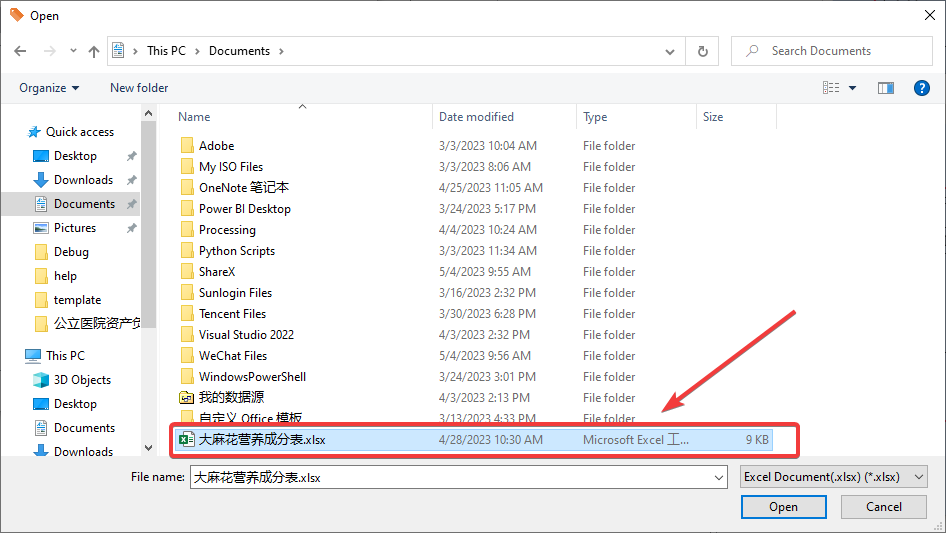 Open
This PC > Documents >
Search Documents
Organize New folder
?
Name Date modified Type Size
Quick access
Desktop
Downloads
Documents
Pictures
Debug
help
template
公立医院资产负
This PC
3D Objects
Desktop
Documents
Downloads
Adobe 3/3/2023 10:04 AM File folder
My ISO Files 3/3/2023 8:06 AM File folder
OneNote 笔记本 4/25/2023 11:05 AM File folder
Power BI Desktop 3/24/2023 5:17 PM File folder
Processing 4/4/2023 10:24 AM File folder
Python Scripts 3/3/2023 11:34 AM File folder
ShareX 5/4/2023 9:55 AM File folder
Sunlogin Files 3/16/2023 2:32 PM File folder
Tencent Files 3/30/2023 6:28 PM File folder
Visual Studio 2022 4/3/2023 2:32 PM File folder
WeChat Files 5/4/2023 9:56 AM File folder
WindowsPowerShell 3/24/2023 3:01 PM File folder
我的数据源 4/3/2023 2:13 PM File folder
自定义 Office 模板 3/13/2023 4:33 PM File folder
大麻花营养成分表.xlsx 4/28/2023 10:30 AM Microsoft Excel 工... 9 KB
File name: 大麻花营养成分表.xlsx Excel Document(.xlsx) (*.xlsx)
Open Cancel